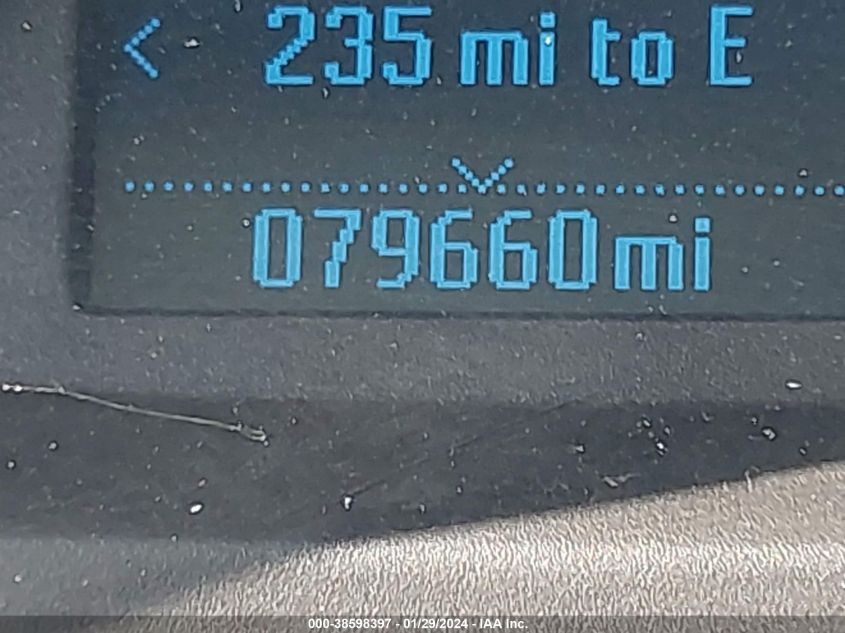 < 235 mi to E
079660mi
000-38598397 - 01/29/2024 - IAA Inc.